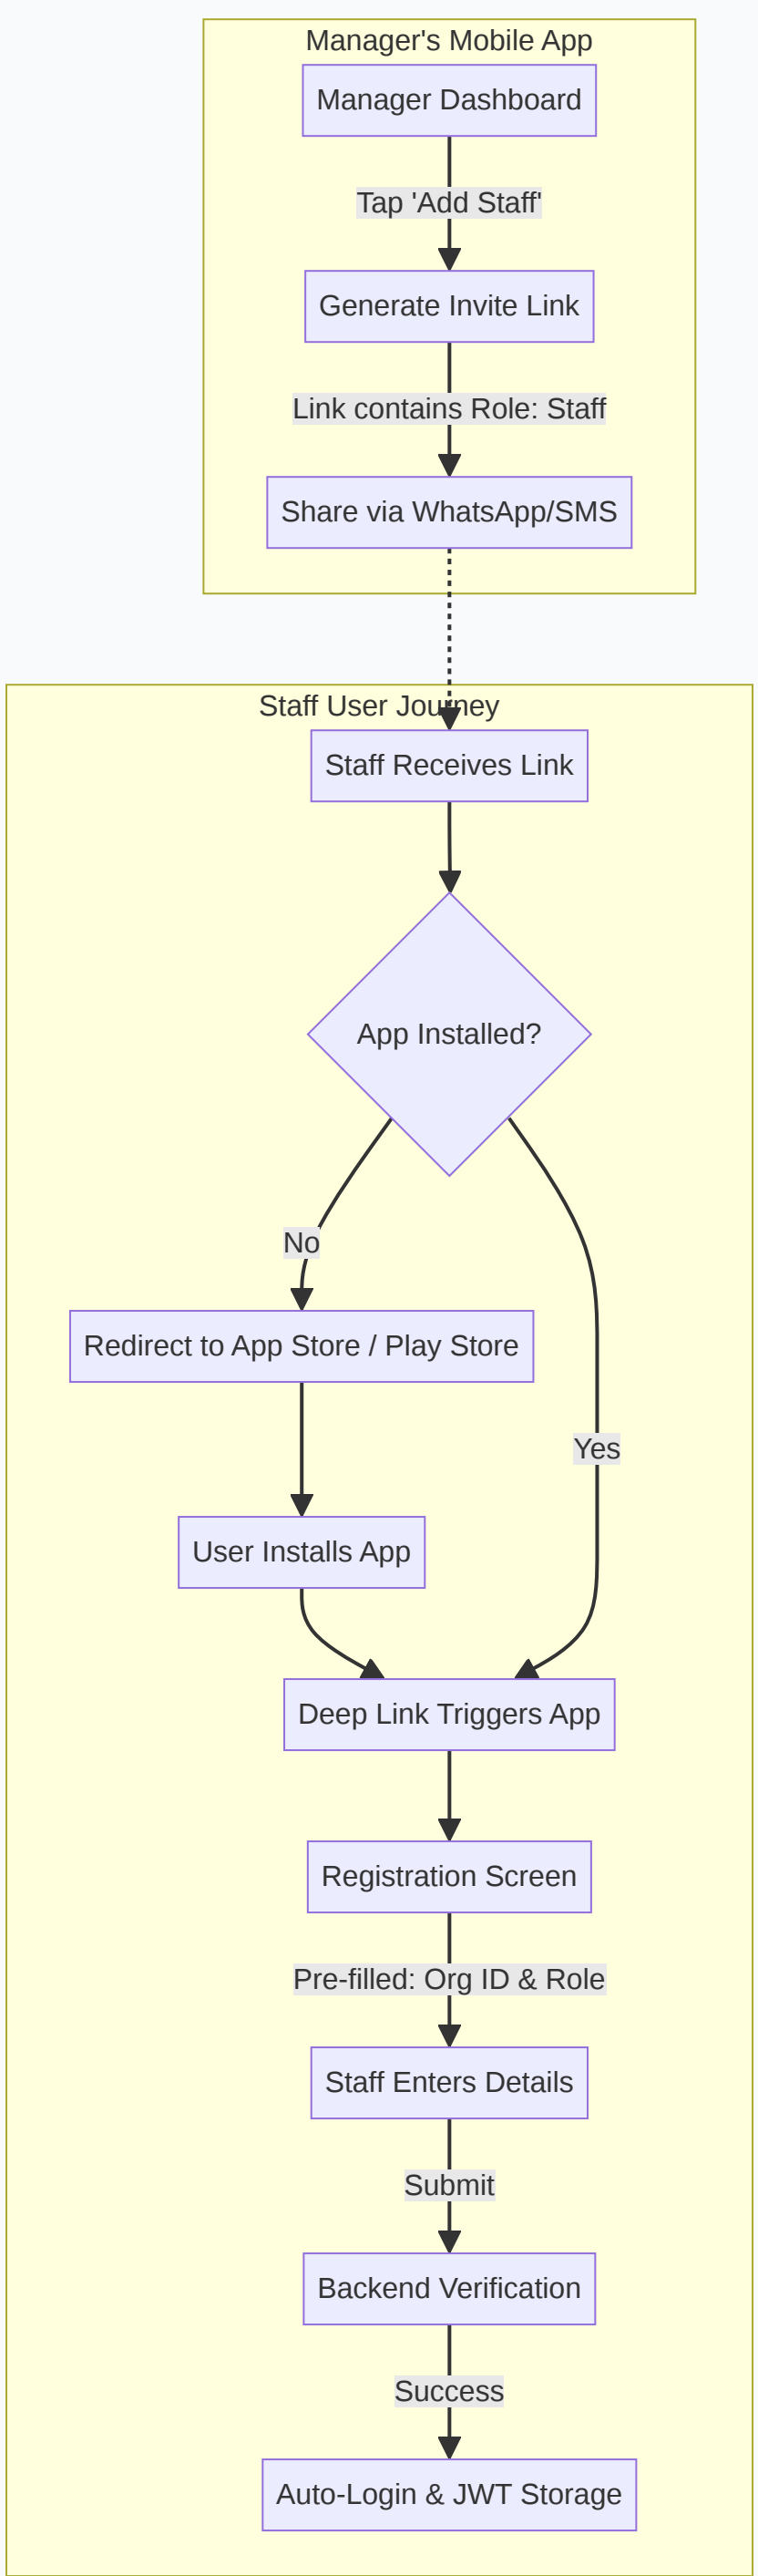 Manager's Mobile App
Manager Dashboard
Tap 'Add Staff'
Generate Invite Link
Link contains Role: Staff
Share via WhatsApp/SMS
Staff User Journey
Staff Receives Link
App Installed?
No
Redirect to App Store / Play Store
Yes
User Installs App
Deep Link Triggers App
Registration Screen
Pre-filled: Org ID & Role
Staff Enters Details
Submit
Backend Verification
Success
Auto-Login & JWT Storage